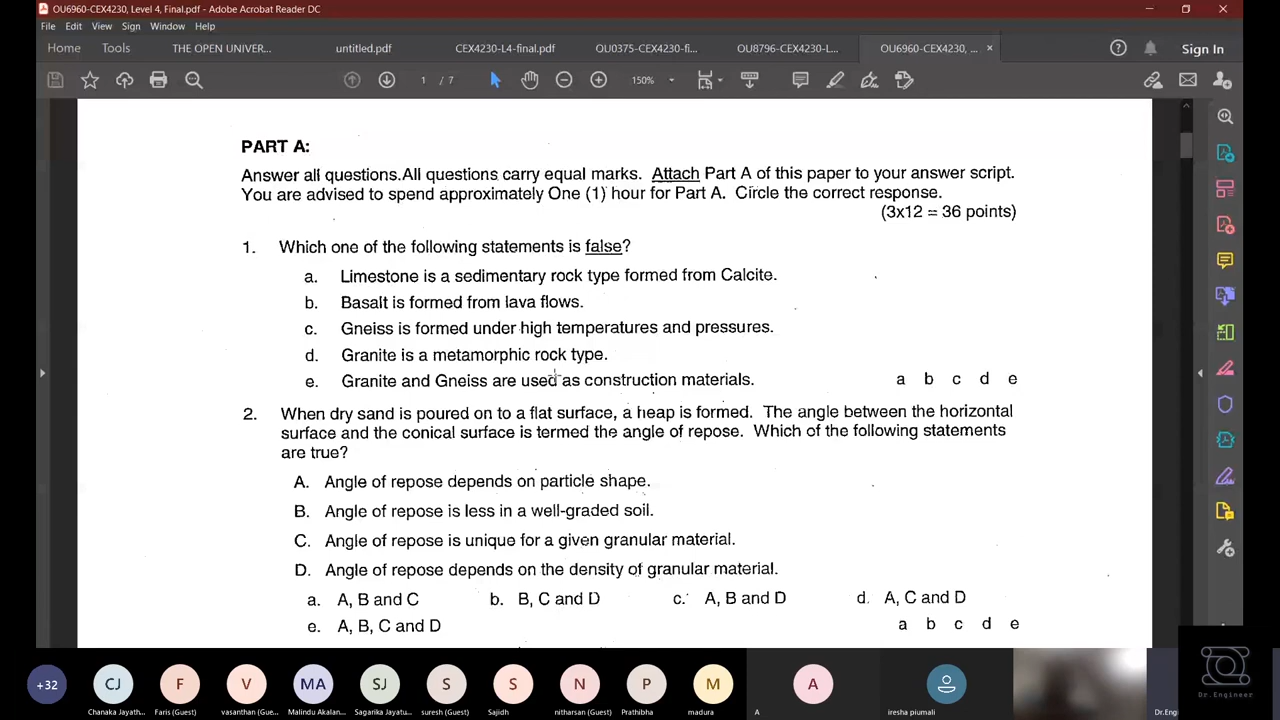 OU6960-CEX4230, Level 4, Final.pdf - Adobe Acrobat Reader DC
File Edit View Sign Window Help
Home Tools THE OPEN UNIVER... untitled.pdf CEX4230-L4-final.pdf OU0375-CEX4230-fi... OU8796-CEX4230-L... OU6960-CEX4230, ... × Sign In
1 / 7 150%
PART A:
Answer all questions.All questions carry equal marks. Attach Part A of this paper to your answer script.
You are advised to spend approximately One (1) hour for Part A. Circle the correct response.
(3x12 = 36 points)
1. Which one of the following statements is false?
a. Limestone is a sedimentary rock type formed from Calcite.
b. Basalt is formed from lava flows.
c. Gneiss is formed under high temperatures and pressures.
d. Granite is a metamorphic rock type.
e. Granite and Gneiss are used as construction materials. a b c d e
2. When dry sand is poured on to a flat surface, a heap is formed. The angle between the horizontal
surface and the conical surface is termed the angle of repose. Which of the following statements
are true?
A. Angle of repose depends on particle shape.
B. Angle of repose is less in a well-graded soil.
C. Angle of repose is unique for a given granular material.
D. Angle of repose depends on the density of granular material.
a. A, B and C b. B, C and D c. A, B and D d. A, C and D
e. A, B, C and D a b c d e
+32 CJ F V MA SJ S S N P M A
Chanaka Jayath... Faris (Guest) vasanthan (Gue... Malindu Akalan... Sagarika Jayatu... suresh (Guest) Sajidh nitharsan (Guest) Prathibha madura A iresha piumali Dr.Eng
Dr.Engineer